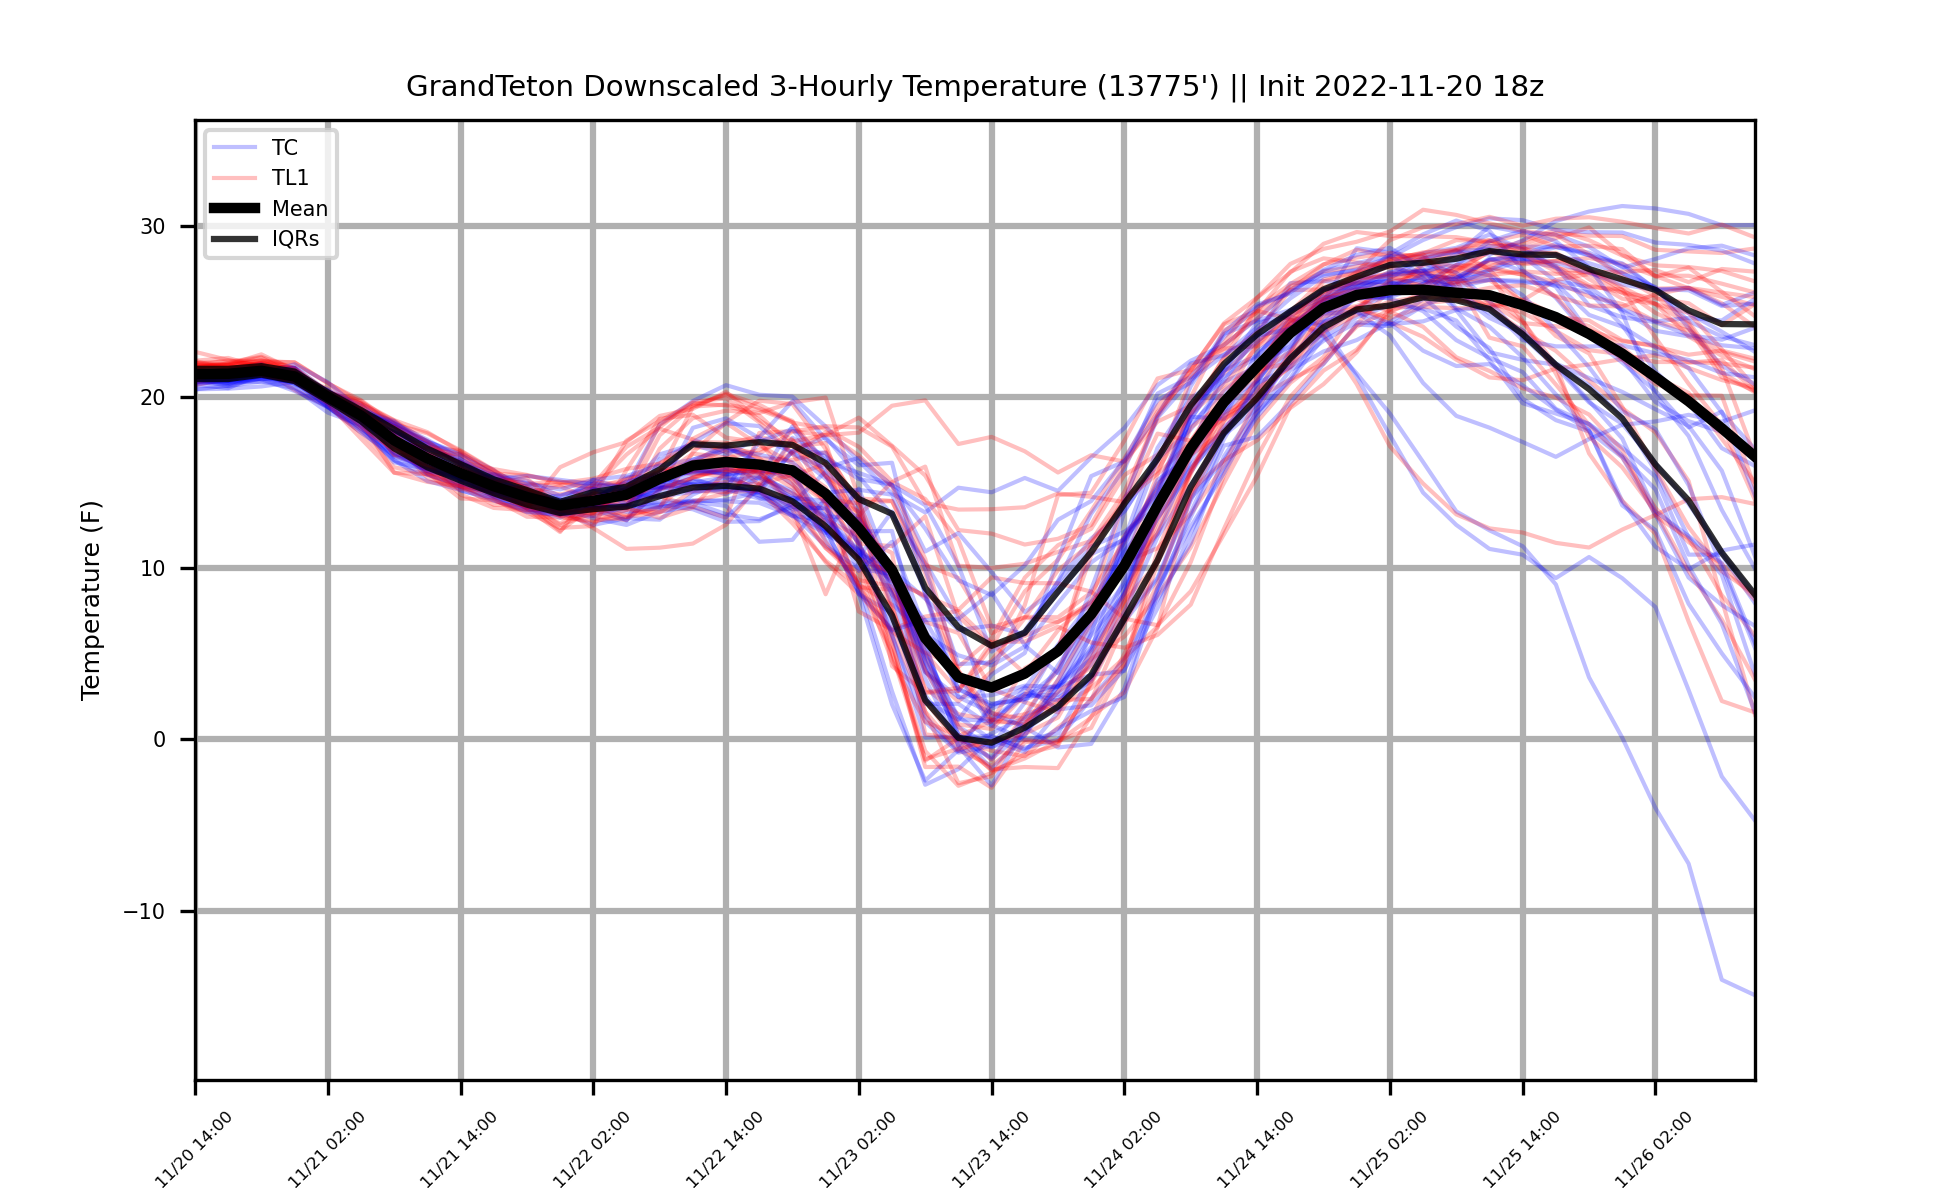 GrandTeton Downscaled 3-Hourly Temperature (13775') || Init 2022-11-20 18z
TC
TL1
Mean
IQRs
Temperature (F)
30
20
10
0
−10
11/20 14:00
11/21 02:00
11/21 14:00
11/22 02:00
11/22 14:00
11/23 02:00
11/23 14:00
11/24 02:00
11/24 14:00
11/25 02:00
11/25 14:00
11/26 02:00